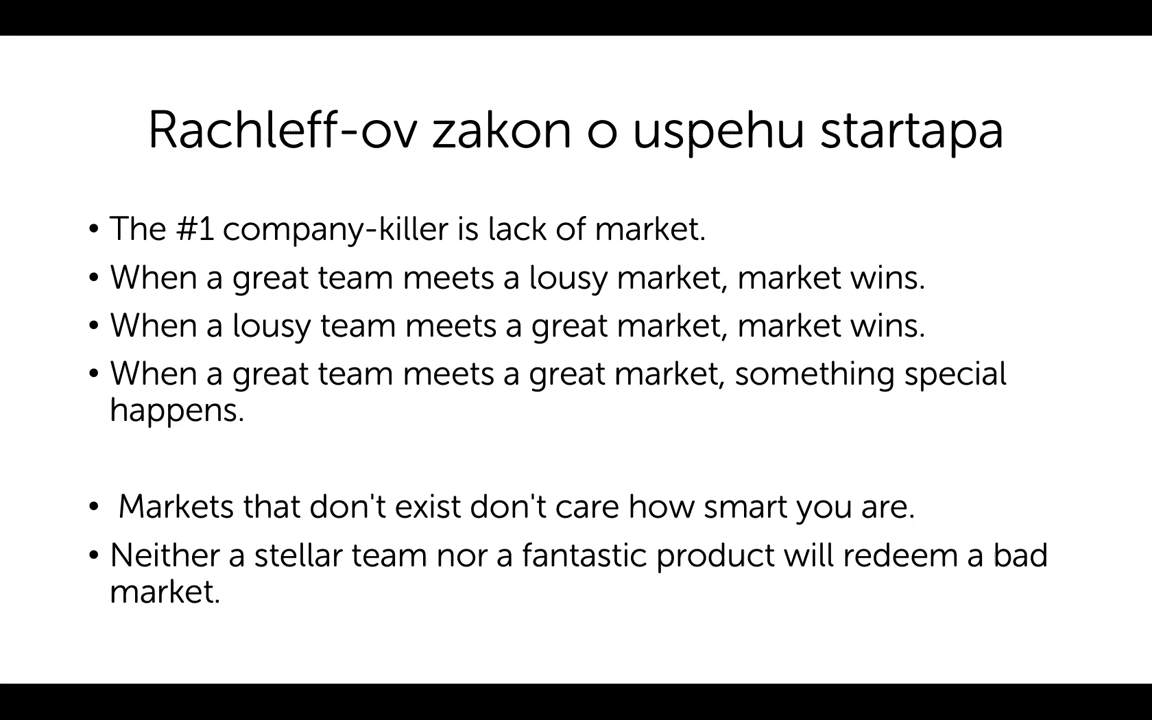 Rachleff-ov zakon o uspehu startapa
• The #1 company-killer is lack of market.
• When a great team meets a lousy market, market wins.
• When a lousy team meets a great market, market wins.
• When a great team meets a great market, something special
happens.
• Markets that don't exist don't care how smart you are.
• Neither a stellar team nor a fantastic product will redeem a bad
market.